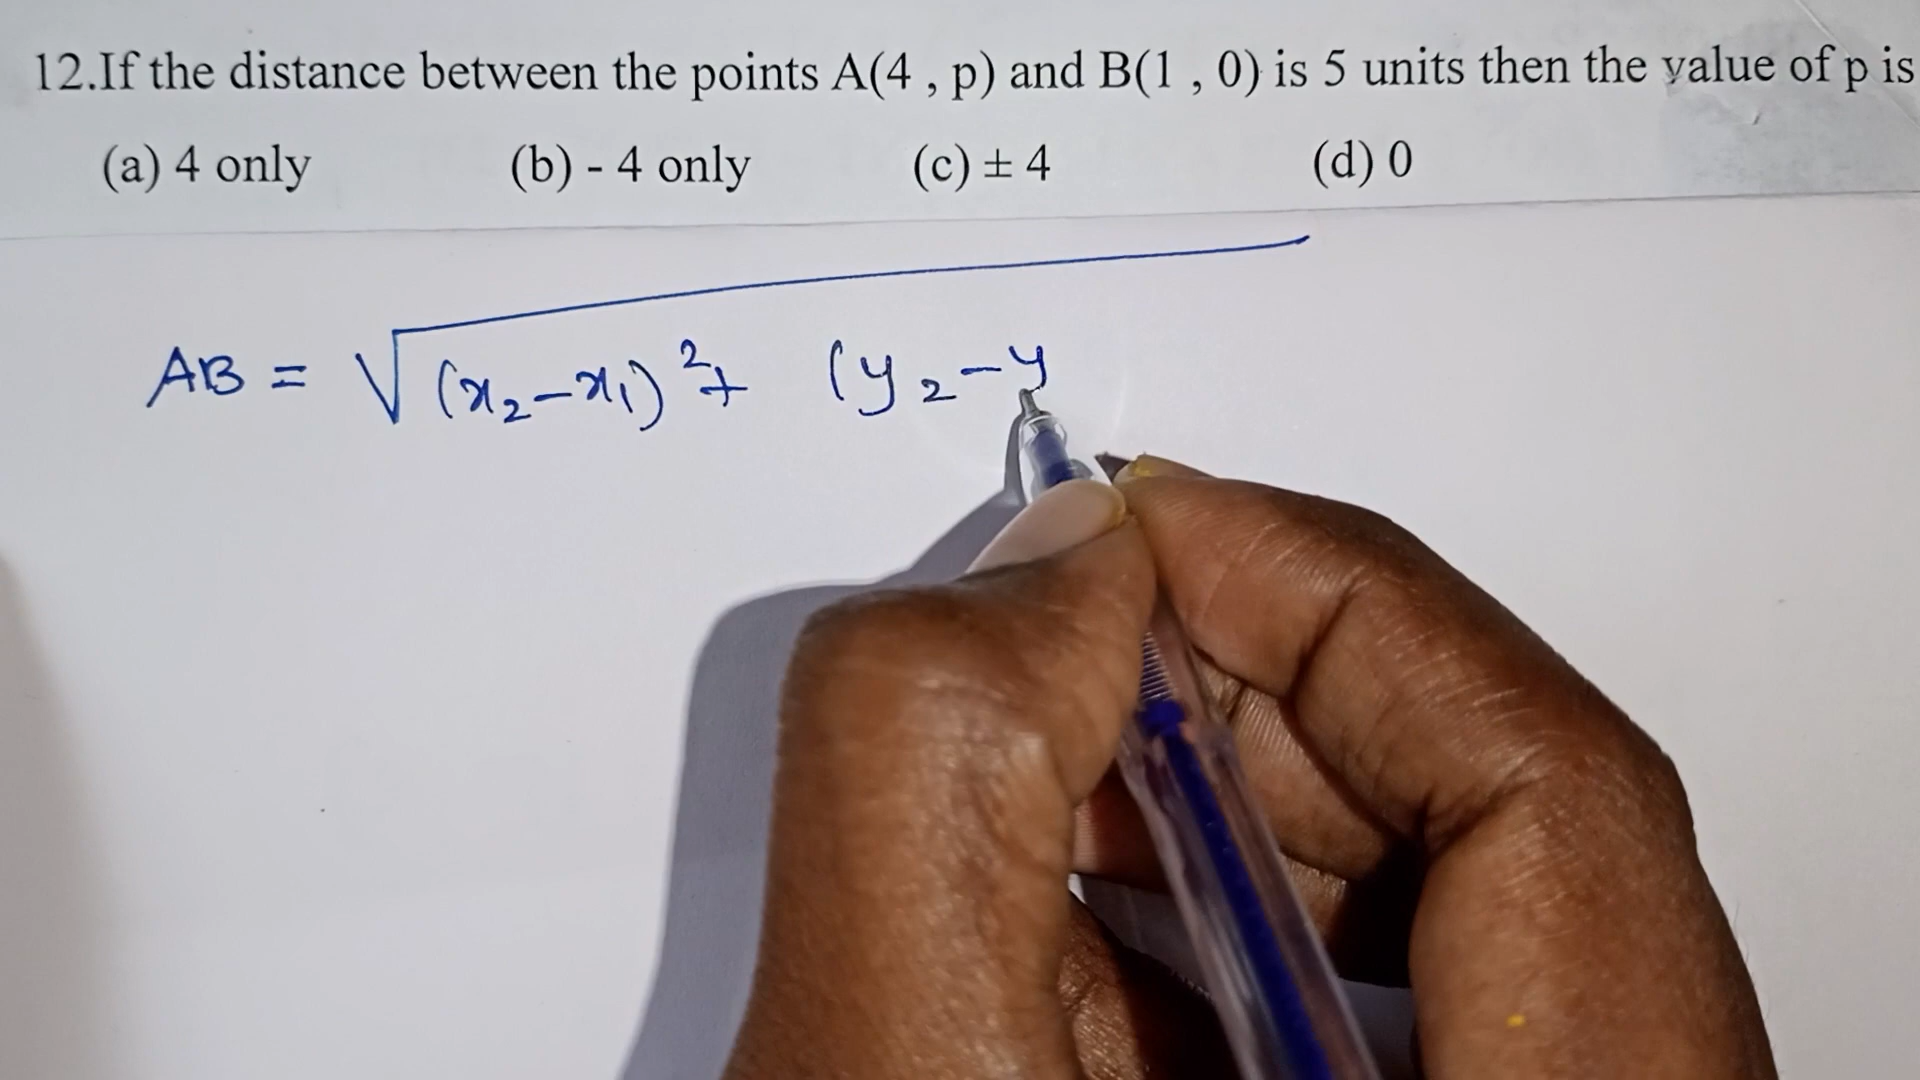 12.If the distance between the points A(4 , p) and B(1 , 0) is 5 units then the value of p is
(a) 4 only (b) - 4 only (c) ± 4 (d) 0
AB = √(x₂-x₁)²+ (y₂-y